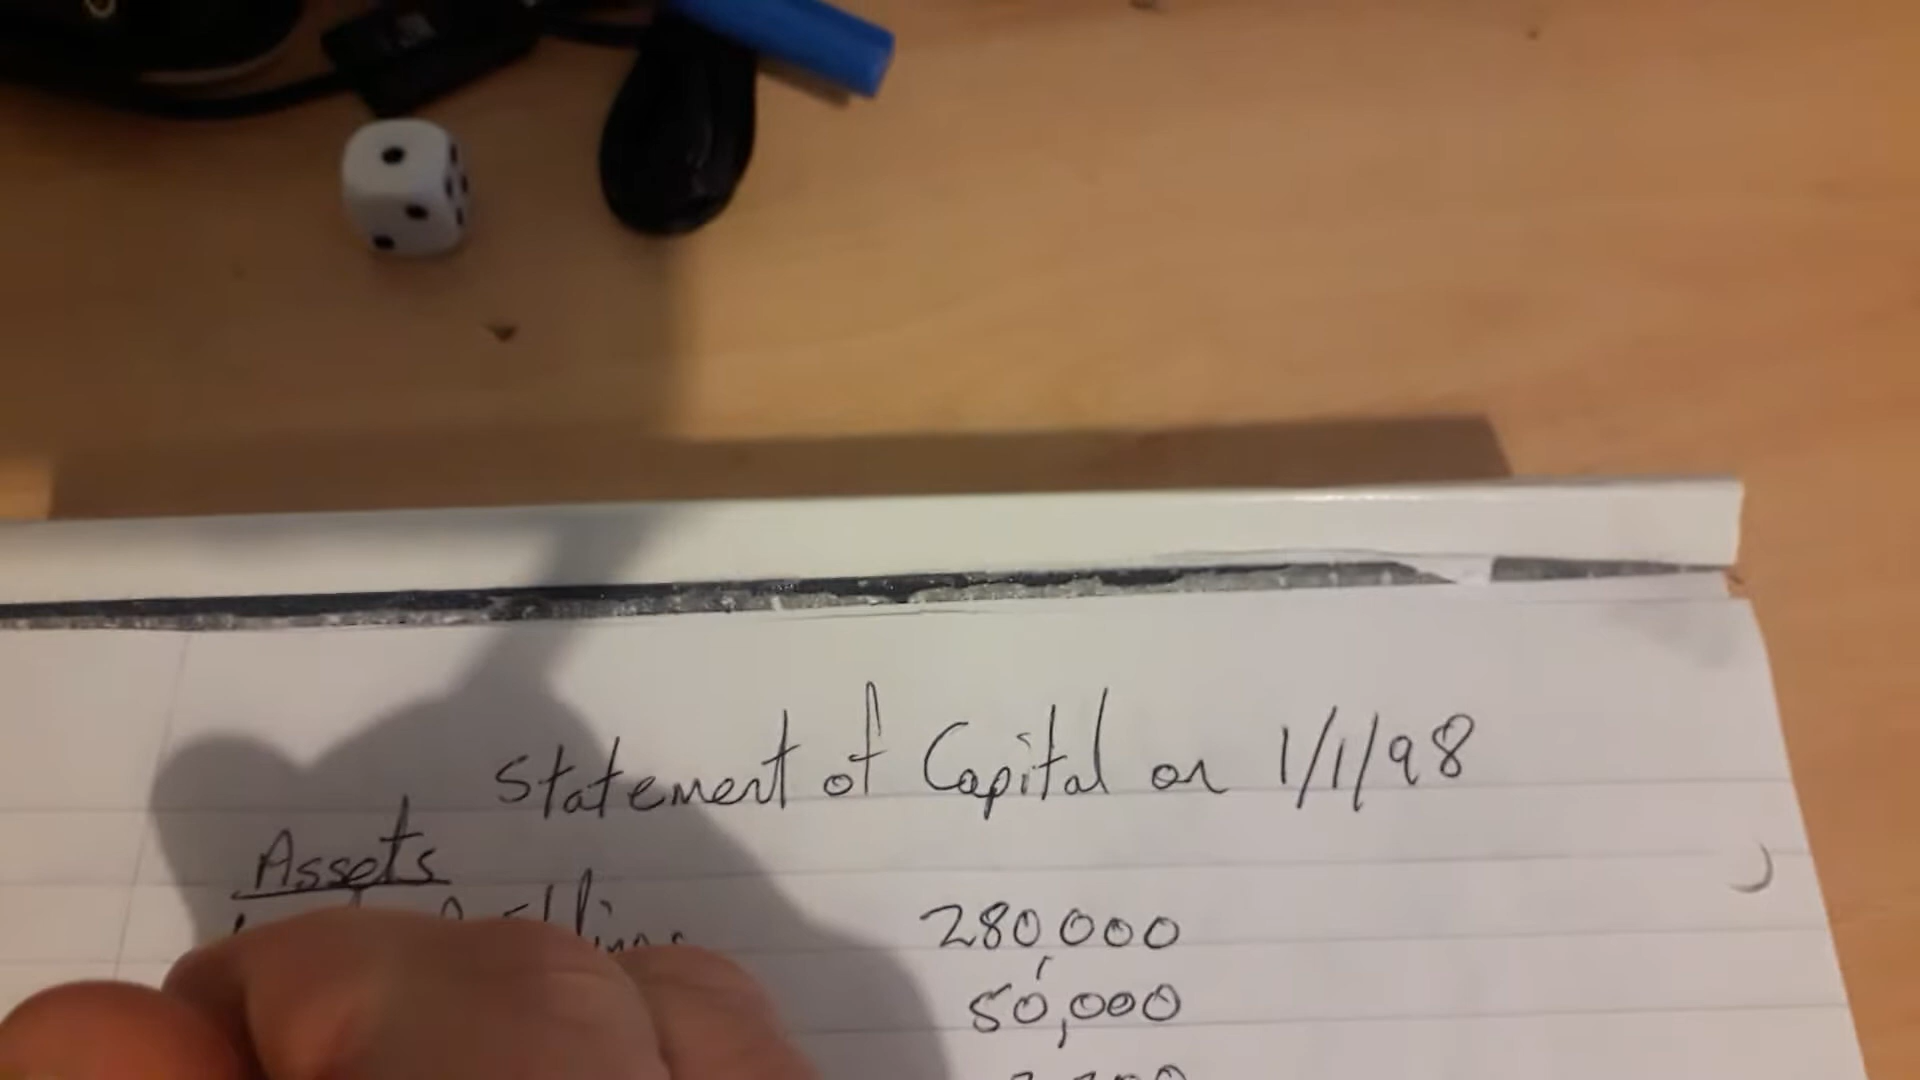 Statement of Capital on 1/1/98
Assets
280,000
50,000